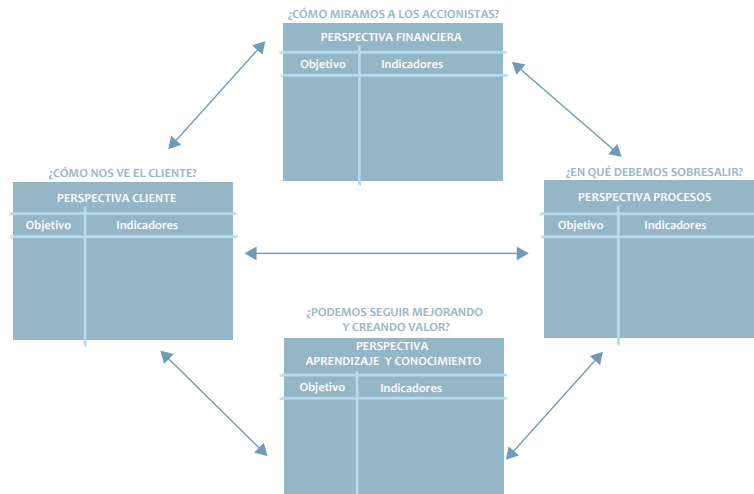 ¿CÓMO MIRAMOS A LOS ACCIONISTAS?
PERSPECTIVA FINANCIERA
Objetivo Indicadores
¿CÓMO NOS VE EL CLIENTE?
PERSPECTIVA CLIENTE
Objetivo Indicadores
¿EN QUÉ DEBEMOS SOBRESALIR?
PERSPECTIVA PROCESOS
Objetivo Indicadores
¿PODEMOS SEGUIR MEJORANDO
Y CREANDO VALOR?
PERSPECTIVA
APRENDIZAJE Y CONOCIMIENTO
Objetivo Indicadores